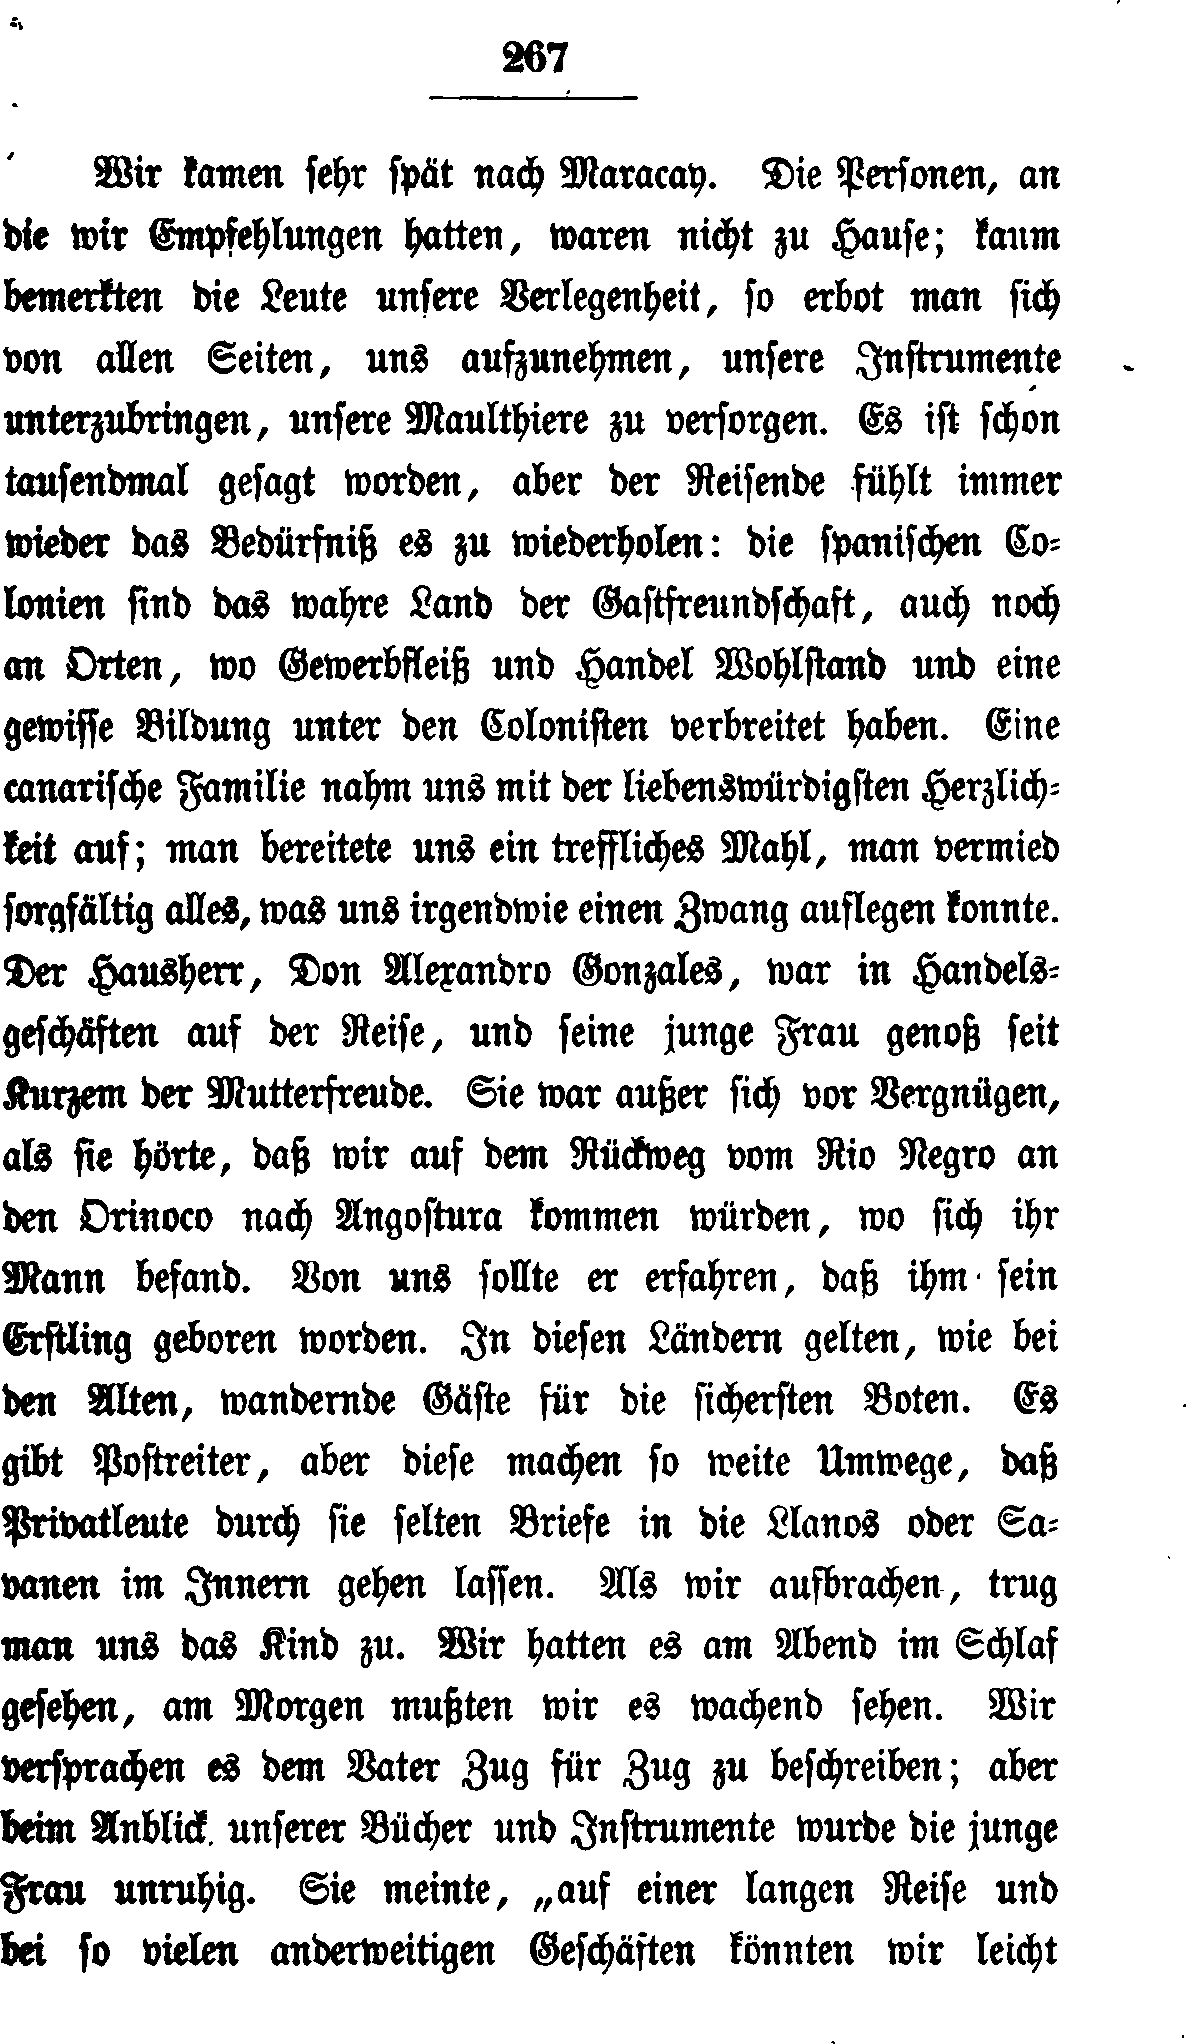 267
Wir kamen sehr spät nach Maracay. Die Personen, an
die wir Empfehlungen hatten, waren nicht zu Hause; kaum
bemerkten die Leute unsere Verlegenheit, so erbot man sich
von allen Seiten, uns aufzunehmen, unsere Instrumente
unterzubringen, unsere Maulthiere zu versorgen. Es ist schon
tausendmal gesagt worden, aber der Reisende fühlt immer
wieder das Bedürfniß es zu wiederholen: die spanischen Co-
lonien sind das wahre Land der Gastfreundschaft, auch noch
an Orten, wo Gewerbfleiß und Handel Wohlstand und eine
gewisse Bildung unter den Colonisten verbreitet haben. Eine
canarische Familie nahm uns mit der liebenswürdigsten Herzlich-
keit auf; man bereitete uns ein treffliches Mahl, man vermied
sorgfältig alles, was uns irgendwie einen Zwang auflegen konnte.
Der Hausherr, Don Alexandro Gonzales, war in Handels-
geschäften auf der Reise, und seine junge Frau genoß seit
Kurzem der Mutterfreude. Sie war außer sich vor Vergnügen,
als sie hörte, daß wir auf dem Rückweg vom Rio Negro an
den Orinoco nach Angostura kommen würden, wo sich ihr
Mann befand. Von uns sollte er erfahren, daß ihm sein
Erstling geboren worden. In diesen Ländern gelten, wie bei
den Alten, wandernde Gäste für die sichersten Boten. Es
gibt Postreiter, aber diese machen so weite Umwege, daß
Privatleute durch sie selten Briefe in die Llanos oder Sa-
vanen im Innern gehen lassen. Als wir aufbrachen, trug
man uns das Kind zu. Wir hatten es am Abend im Schlaf
gesehen, am Morgen mußten wir es wachend sehen. Wir
versprachen es dem Vater Zug für Zug zu beschreiben; aber
beim Anblick unserer Bücher und Instrumente wurde die junge
Frau unruhig. Sie meinte, „auf einer langen Reise und
bei so vielen anderweitigen Geschäften könnten wir leicht